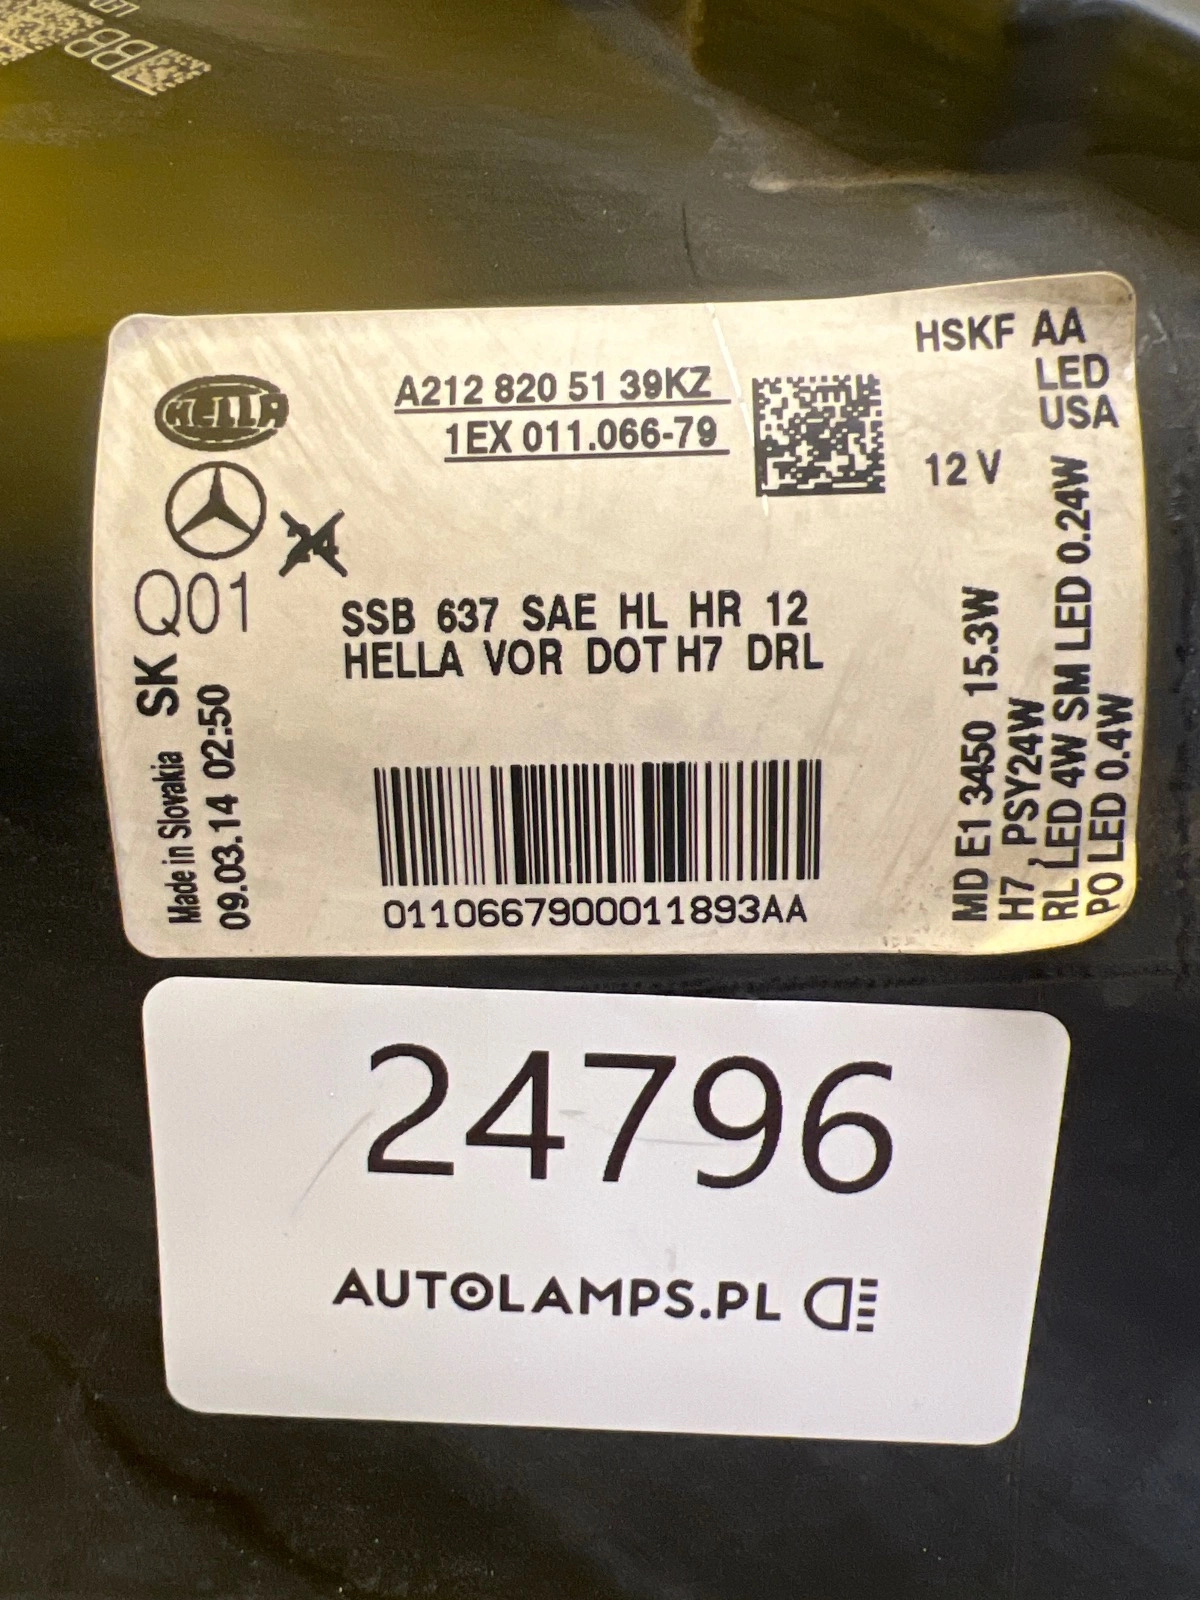 BB
LED
HELLA
A212 820 51 39KZ
1EX 011.066-79
HSKF AA
LED
USA
12 V
Q01
SSB 637 SAE HL HR 12
HELLA VOR DOT H7 DRL
Made in Slovakia SK
09.03.14 02:50
MD E1 3450 15.3W
H7 , PSY24W
RL LED 4W SM LED 0.24W
PO LED 0.4W
0110667900011893AA
24796
AUTOLAMPS.PL